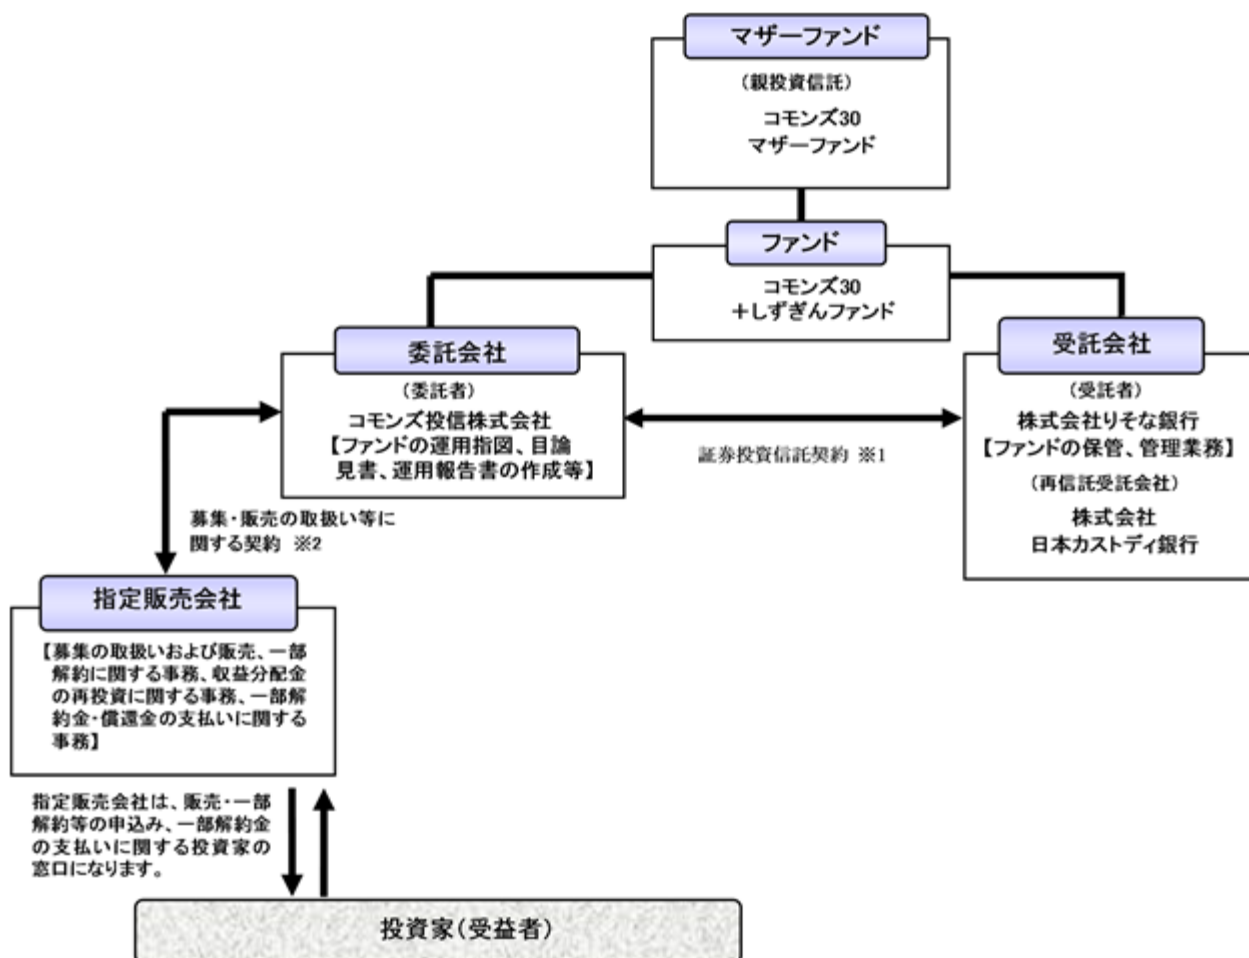 マザーファンド
(親投資信託)
コモンズ30
マザーファンド
ファンド
コモンズ30
+しずぎんファンド
委託会社
(委託者)
コモンズ投信株式会社
【ファンドの運用指図、目論
見書、運用報告書の作成等】
証券投資信託契約 ※1
受託会社
(受託者)
株式会社りそな銀行
【ファンドの保管、管理業務】
(再信託受託会社)
株式会社
日本カストディ銀行
募集・販売の取扱い等に
関する契約 ※2
指定販売会社
【募集の取扱いおよび販売、一部
解約に関する事務、収益分配金
の再投資に関する事務、一部解
約金・償還金の支払いに関する
事務】
指定販売会社は、販売・一部
解約等の申込み、一部解約金
の支払いに関する投資家の
窓口になります。
投資家(受益者)